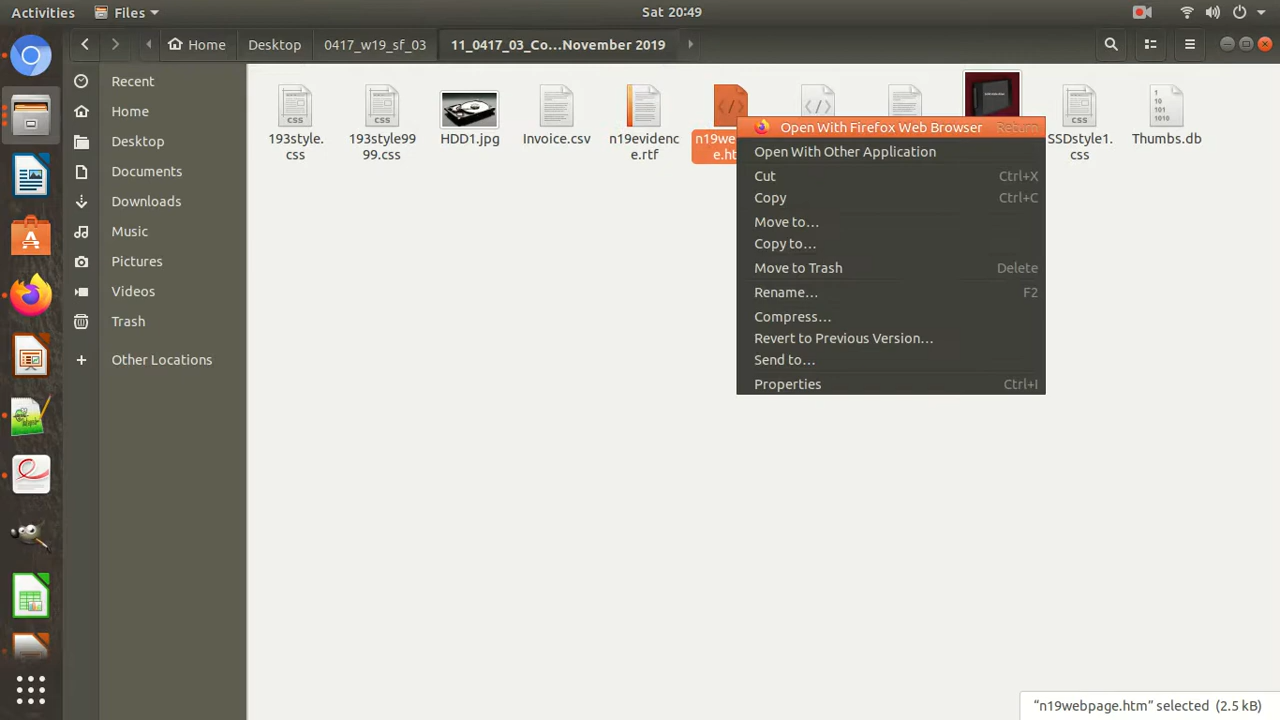 Activities
Files
Sat 20:49
Home
Desktop
0417_w19_sf_03
11_0417_03_Co...November 2019
Recent
Home
Desktop
Documents
Downloads
Music
Pictures
Videos
Trash
Other Locations
193style.
css
193style99
99.css
HDD1.jpg
Invoice.csv
n19evidenc
e.rtf
n19we
e.ht
SSDstyle1.
css
Thumbs.db
Open With Firefox Web Browser Return
Open With Other Application
Cut Ctrl+X
Copy Ctrl+C
Move to…
Copy to…
Move to Trash Delete
Rename… F2
Compress…
Revert to Previous Version…
Send to…
Properties Ctrl+I
“n19webpage.htm” selected (2.5 kB)